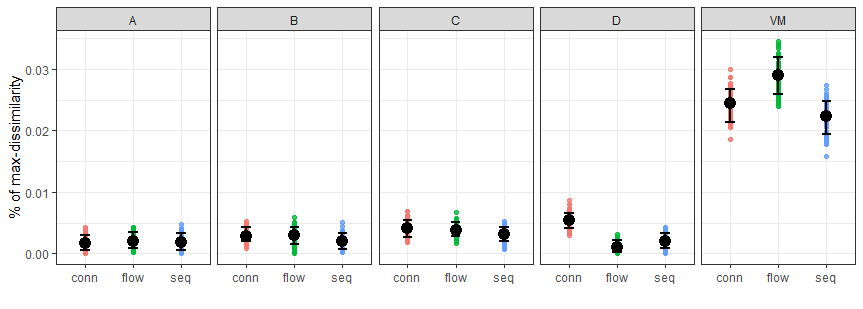 A B C D VM
% of max-dissimilarity
0.03
0.02
0.01
0.00
conn flow seq conn flow seq conn flow seq conn flow seq conn flow seq